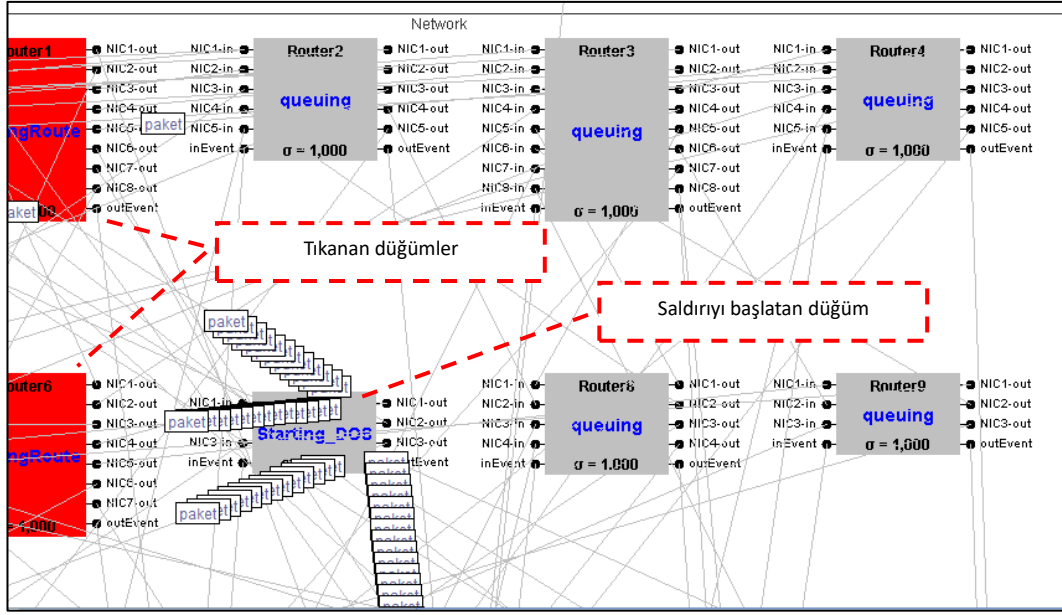 Network
outer1
NIC1-out
NIC2-out
NIC3-out
NIC4-out
NIC5-
NIC6-out
NIC7-out
NIC8-out
outEvent
ngRoute
00
aket
paket
NIC1-in
NIC2-in
NIC3-in
NIC4-in
NIC5-in
inEvent
Router2
queuing
σ = 1,000
NIC1-out
NIC2-out
NIC3-out
NIC4-out
NIC5-out
outEvent
NIC1-in
NIC2-in
NIC3-in
NIC4-in
NIC5-in
NIC6-in
NIC7-in
NIC8-in
inEvent
Router3
queuing
σ = 1,000
NIC1-out
NIC2-out
NIC3-out
NIC4-out
NIC5-out
NIC6-out
NIC7-out
NIC8-out
outEvent
NIC1-in
NIC2-in
NIC3-in
NIC4-in
NIC5-in
inEvent
Router4
queuing
σ = 1,000
NIC1-out
NIC2-out
NIC3-out
NIC4-out
NIC5-out
outEvent
Tıkanan düğümler
Saldırıyı başlatan düğüm
outer6
ngRoute
= 1,000
NIC1-out
NIC2-out
NIC3-out
NIC4-out
NIC5-out
NIC6-out
NIC7-out
outEvent
paket
paket
paket
paket
NIC1-in
NIC3-in
inEvent
Starting_DOS
NIC1-out
NIC2-out
NIC3-out
utEvent
NIC1-in
NIC2-in
NIC3-in
NIC4-in
inEvent
Router8
queuing
σ = 1.000
NIC1-out
NIC2-out
NIC3-out
NIC4-out
outEvent
NIC1-in
NIC2-in
NIC3-in
inEvent
Router9
queuing
σ = 1,000
NIC1-out
NIC2-out
NIC3-out
outEvent